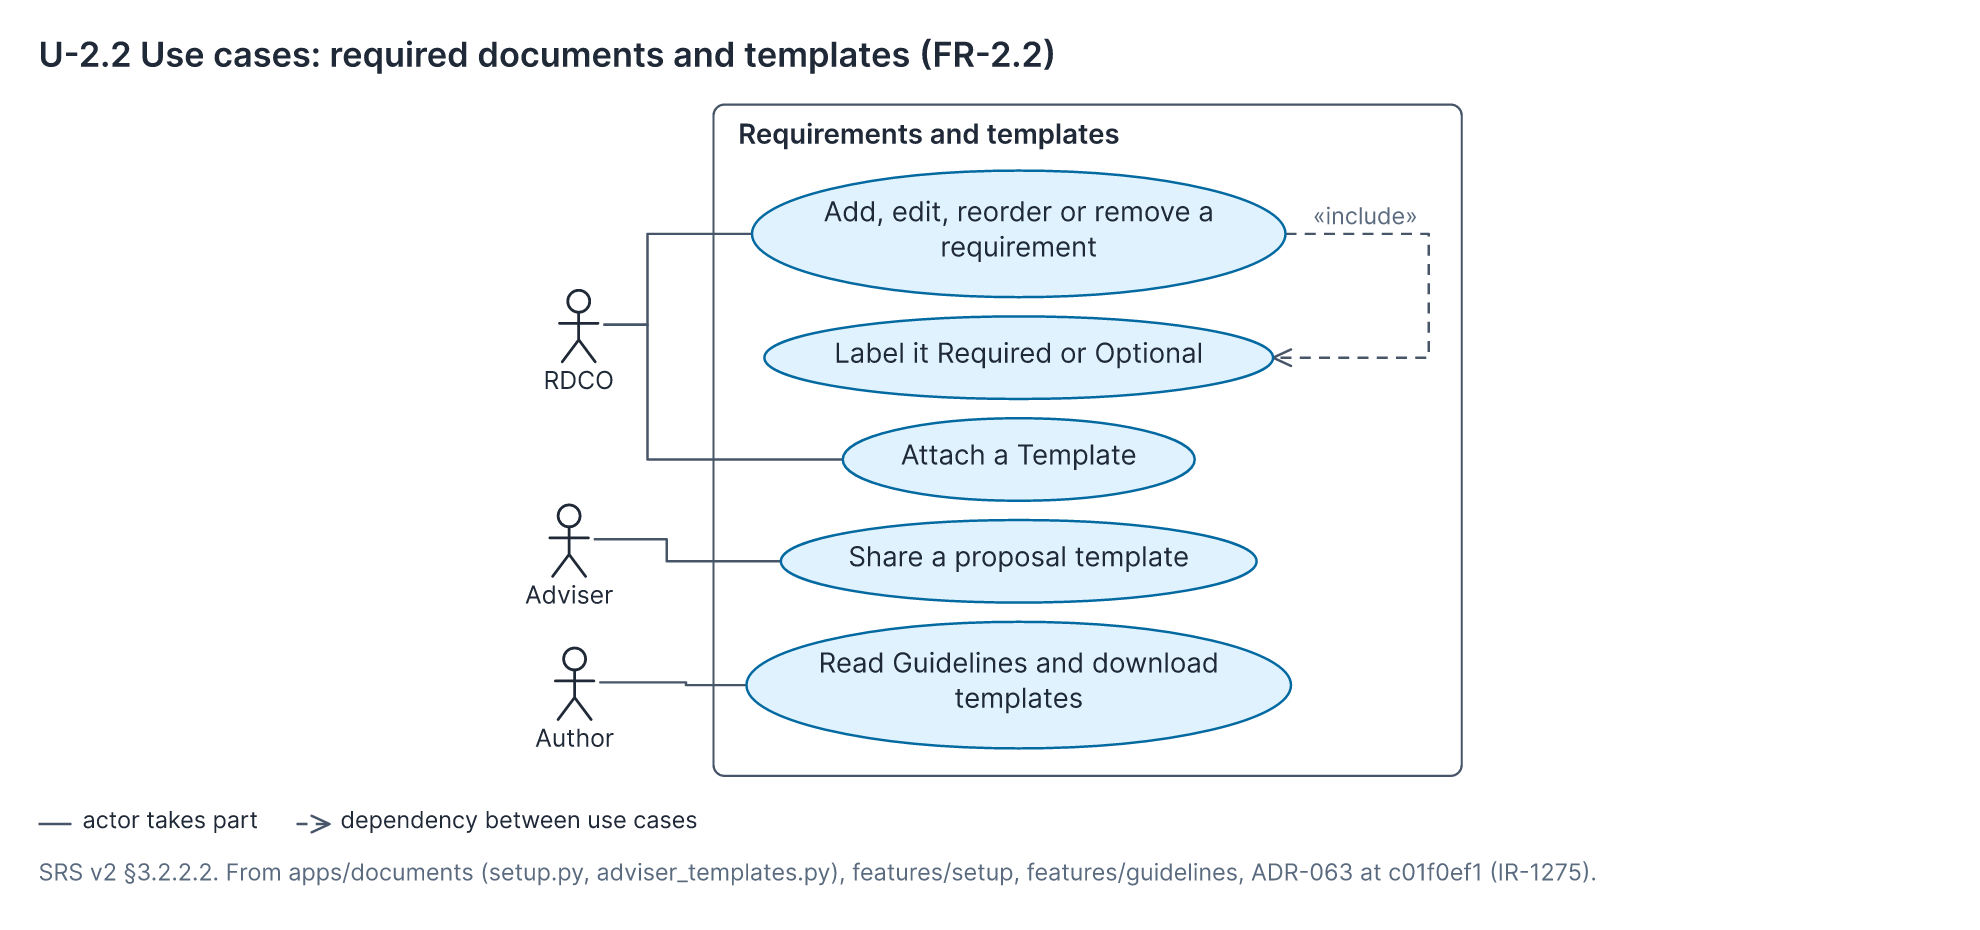 U-2.2 Use cases: required documents and templates (FR-2.2)
Requirements and templates
Add, edit, reorder or remove a
requirement
«include»
Label it Required or Optional
RDCO
Attach a Template
Share a proposal template
Adviser
Read Guidelines and download
templates
Author
actor takes part
dependency between use cases
SRS v2 §3.2.2.2. From apps/documents (setup.py, adviser_templates.py), features/setup, features/guidelines, ADR-063 at c01f0ef1 (IR-1275).